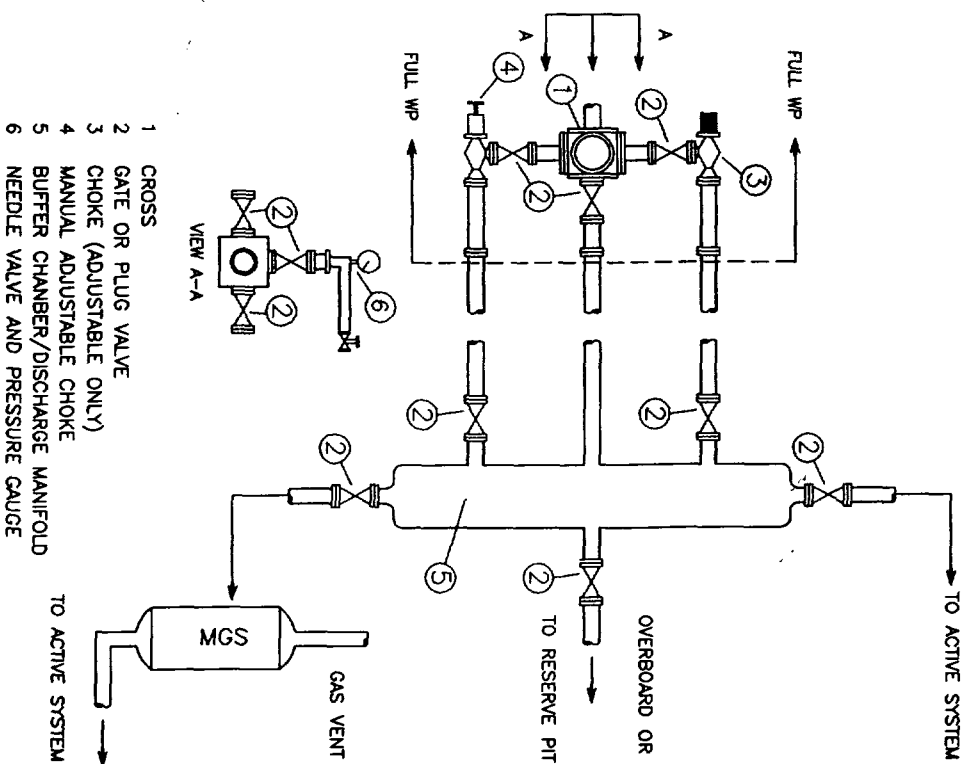 FULL WP
FULL WP
A
A
1
2
2
2
3
4
2
2
2
2
2
5
TO ACTIVE SYSTEM
OVERBOARD OR
TO RESERVE PIT
GAS VENT
MGS
TO ACTIVE SYSTEM
2
2
2
6
VIEW A-A
1 CROSS
2 GATE OR PLUG VALVE
3 CHOKE (ADJUSTABLE ONLY)
4 MANUAL ADJUSTABLE CHOKE
5 BUFFER CHANBER/DISCHARGE MANIFOLD
6 NEEDLE VALVE AND PRESSURE GAUGE